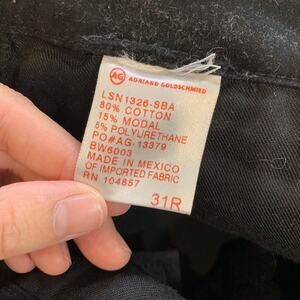 AG ADRIANO GOLDSCHMIED
LSN1326-SBA
80% COTTON
15% MODAL
5% POLYURETHANE
PO#AG-13379
BW6003
MADE IN MEXICO
OF IMPORTED FABRIC
RN 104857
31R